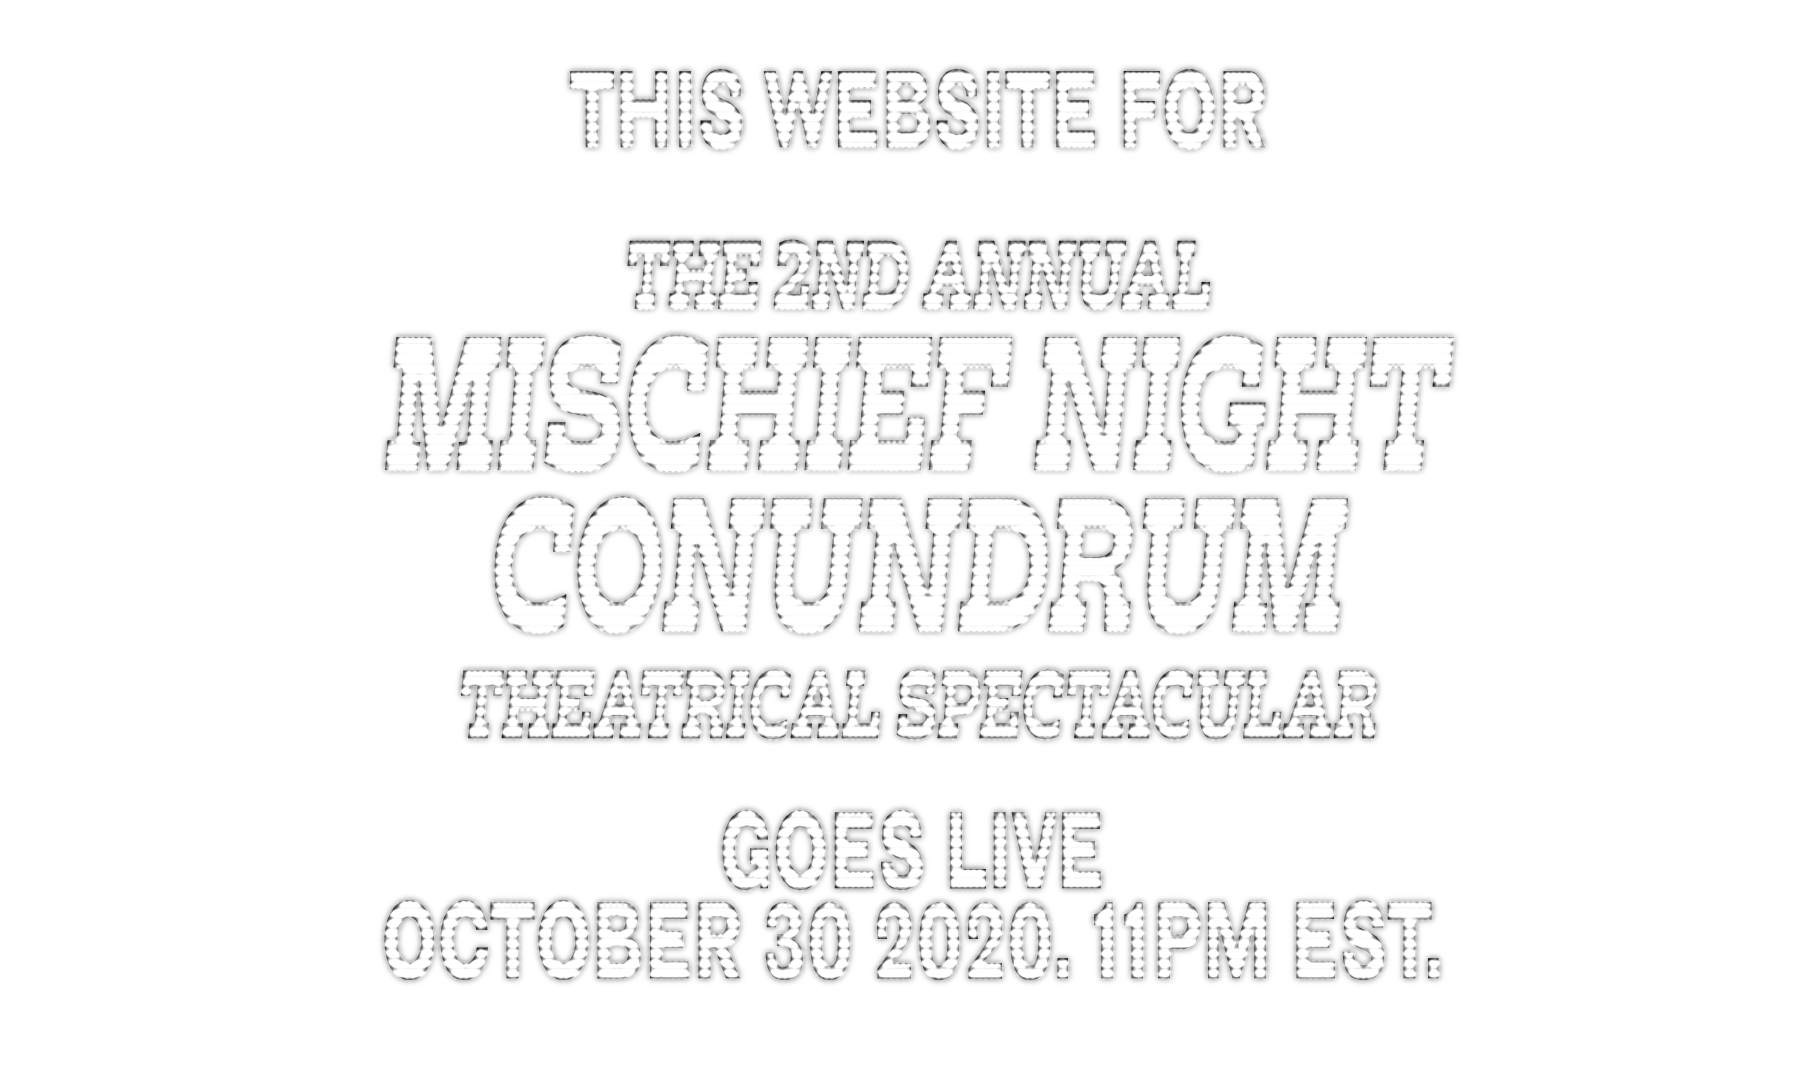 THIS WEBSITE FOR
THE 2ND ANNUAL
MISCHIEF NIGHT
CONUNDRUM
THEATRICAL SPECTACULAR
GOES LIVE
OCTOBER 30 2020. 11PM EST.